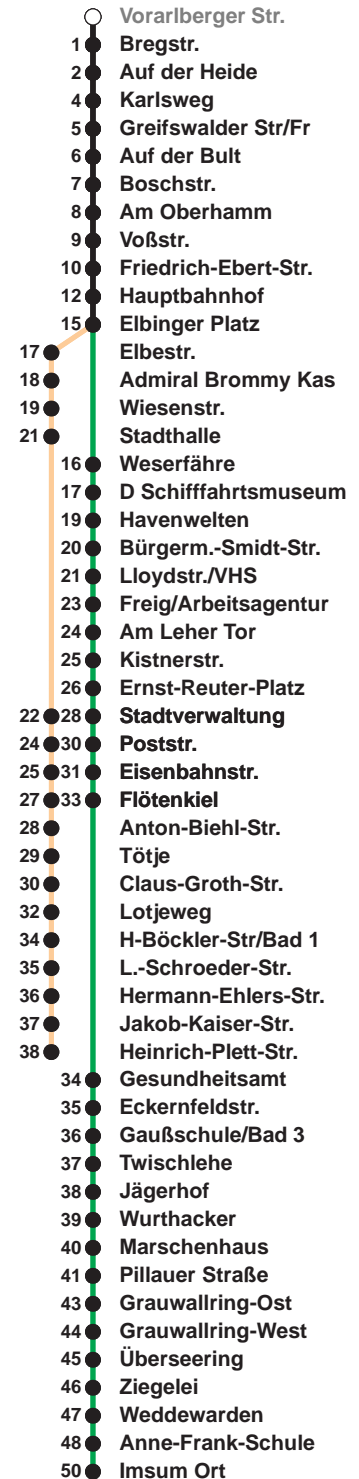 Vorarlberger Str.
1 Bregstr.
2 Auf der Heide
4 Karlsweg
5 Greifswalder Str/Fr
6 Auf der Bult
7 Boschstr.
8 Am Oberhamm
9 Voßstr.
10 Friedrich-Ebert-Str.
12 Hauptbahnhof
15 Elbinger Platz
17 Elbestr.
18 Admiral Brommy Kas
19 Wiesenstr.
21 Stadthalle
16 Weserfähre
17 D Schifffahrtsmuseum
19 Havenwelten
20 Bürgerm.-Smidt-Str.
21 Lloydstr./VHS
23 Freig/Arbeitsagentur
24 Am Leher Tor
25 Kistnerstr.
26 Ernst-Reuter-Platz
22 28 Stadtverwaltung
24 30 Poststr.
25 31 Eisenbahnstr.
27 33 Flötenkiel
28 Anton-Biehl-Str.
29 Tötje
30 Claus-Groth-Str.
32 Lotjeweg
34 H-Böckler-Str/Bad 1
35 L.-Schroeder-Str.
36 Hermann-Ehlers-Str.
37 Jakob-Kaiser-Str.
38 Heinrich-Plett-Str.
34 Gesundheitsamt
35 Eckernfeldstr.
36 Gaußschule/Bad 3
37 Twischlehe
38 Jägerhof
39 Wurthacker
40 Marschenhaus
41 Pillauer Straße
43 Grauwallring-Ost
44 Grauwallring-West
45 Überseering
46 Ziegelei
47 Weddewarden
48 Anne-Frank-Schule
50 Imsum Ort